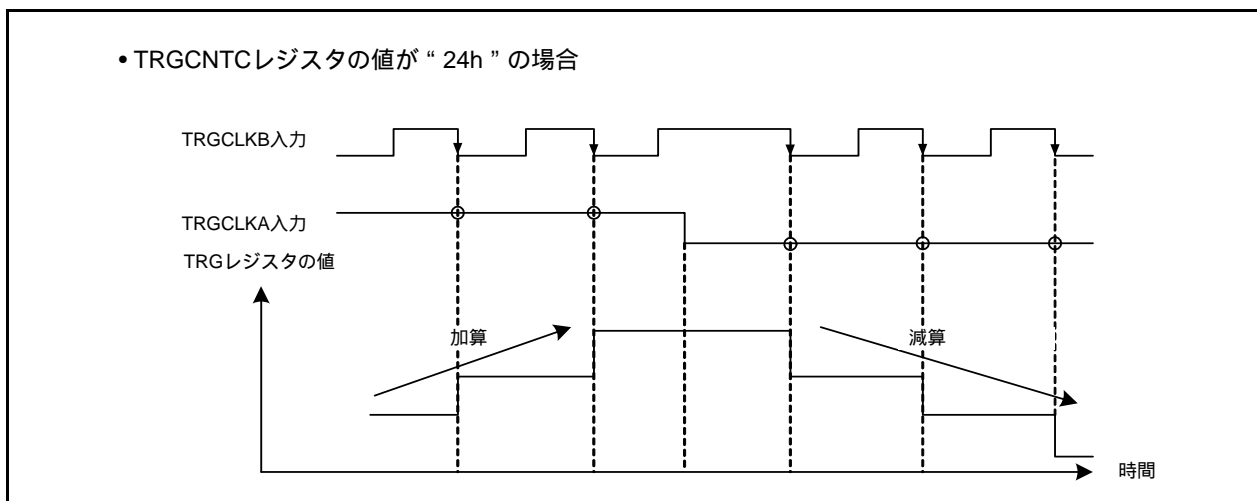 • TRGCNTCレジスタの値が “ 24h ” の場合
TRGCLKB入力
TRGCLKA入力
TRGレジスタの値
加算
減算
時間